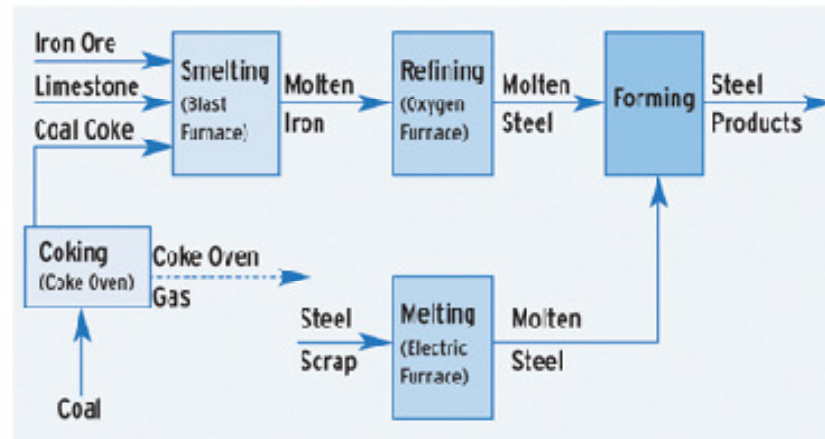 Iron Ore
Limestone
Coal Coke
Smelting
(Blast
Furnace)
Molten
Iron
Refining
(Oxygen
Furnace)
Molten
Steel
Forming
Steel
Products
Coking
(Coke Oven)
Coke Oven
Gas
Coal
Steel
Scrap
Melting
(Electric
Furnace)
Molten
Steel